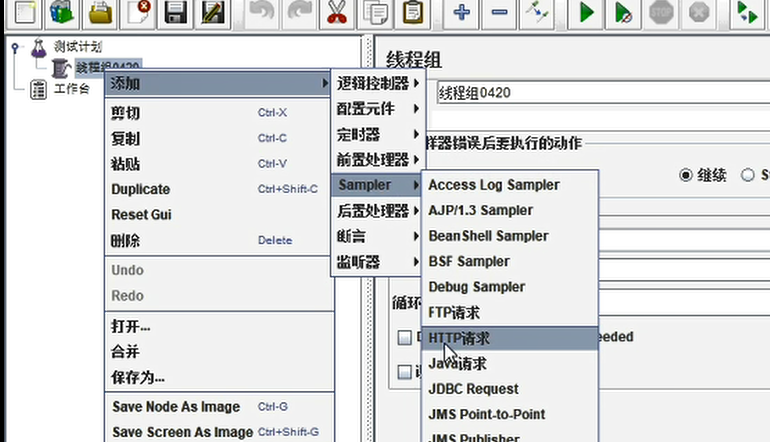 STOP
测试计划
线程组0420
工作台
添加
剪切 Ctrl-X
复制 Ctrl-C
粘贴 Ctrl-V
Duplicate Ctrl+Shift-C
Reset Gui
删除 Delete
Undo
Redo
打开...
合并
保存为...
Save Node As Image Ctrl-G
Save Screen As Image Ctrl+Shift-G
逻辑控制器
配置元件
定时器
前置处理器
Sampler
后置处理器
断言
监听器
Access Log Sampler
AJP/1.3 Sampler
BeanShell Sampler
BSF Sampler
Debug Sampler
FTP请求
HTTP请求
Java请求
JDBC Request
JMS Point-to-Point
JMS Publisher
线程组
线程组0420
样器错误后要执行的动作
继续
循环
eeded